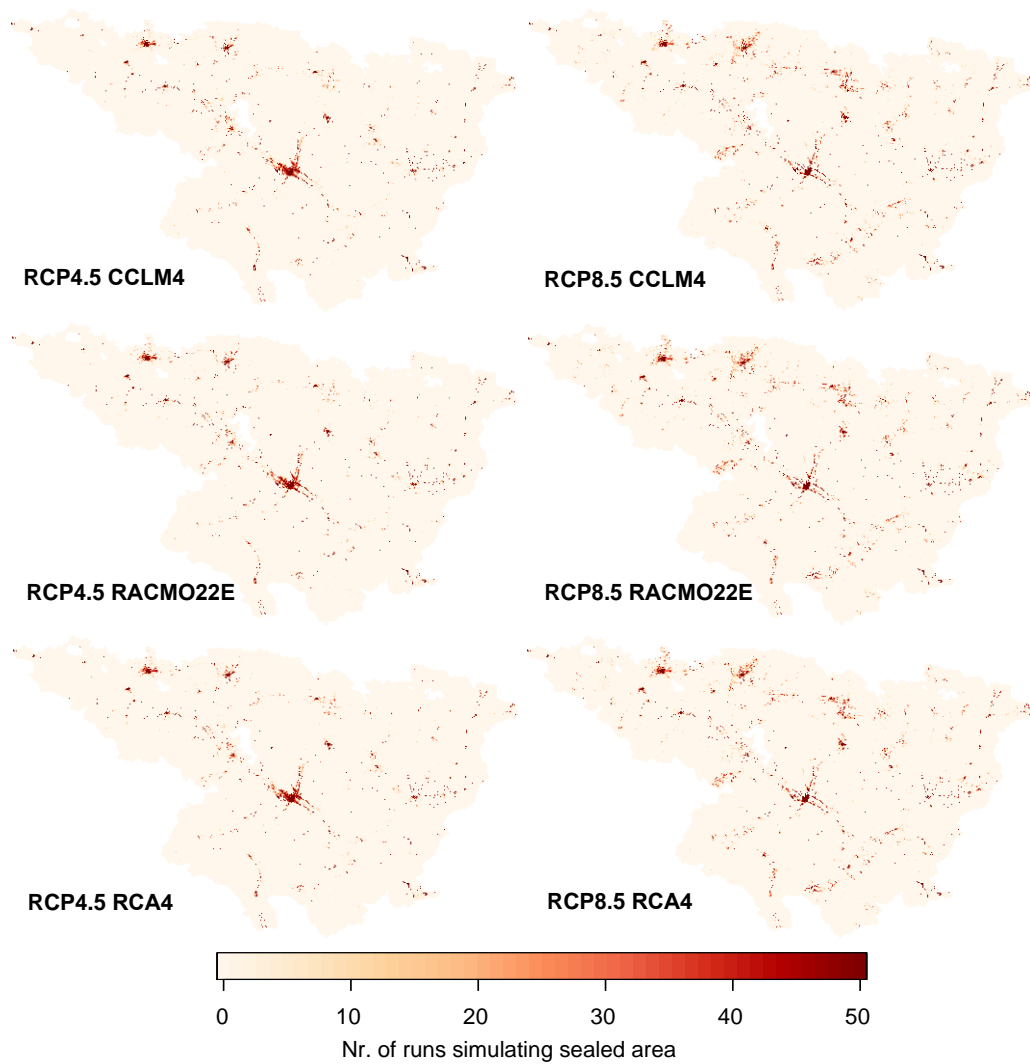 RCP4.5 CCLM4
RCP8.5 CCLM4
RCP4.5 RACMO22E
RCP8.5 RACMO22E
RCP4.5 RCA4
RCP8.5 RCA4
0 10 20 30 40 50
Nr. of runs simulating sealed area